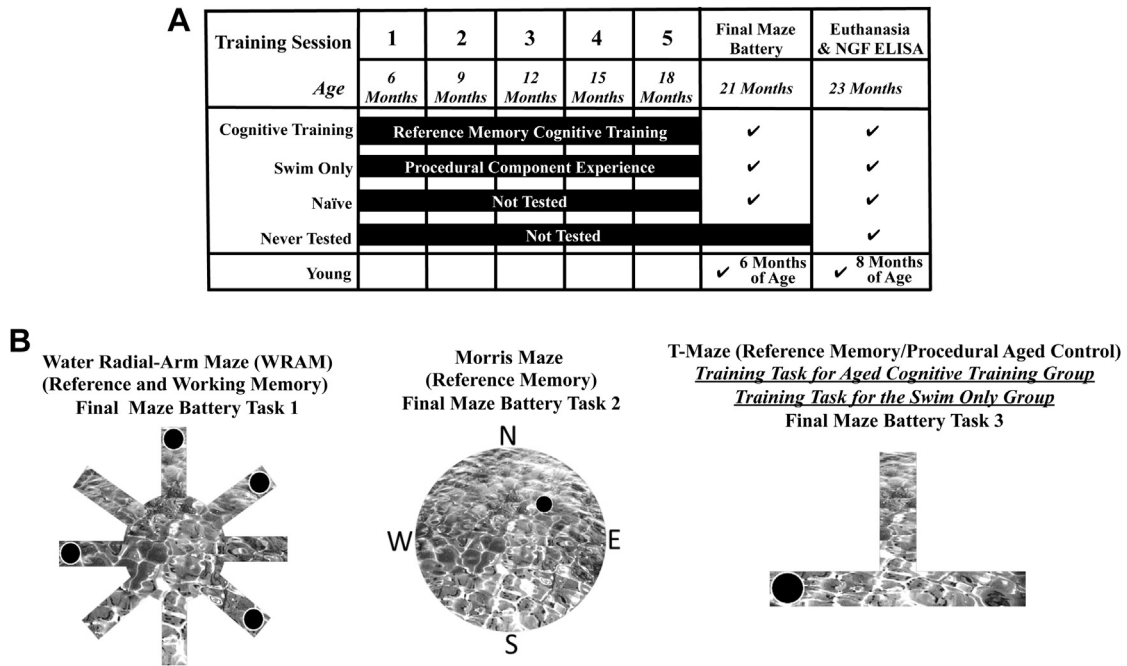 A
Training Session 1 2 3 4 5 Final Maze Battery Euthanasia & NGF ELISA
Age 6 Months 9 Months 12 Months 15 Months 18 Months 21 Months 23 Months
Cognitive Training Reference Memory Cognitive Training ✔ ✔
Swim Only Procedural Component Experience ✔ ✔
Naïve Not Tested ✔ ✔
Never Tested Not Tested ✔
Young ✔ 6 Months of Age ✔ 8 Months of Age
B
Water Radial-Arm Maze (WRAM)
(Reference and Working Memory)
Final Maze Battery Task 1
Morris Maze
(Reference Memory)
Final Maze Battery Task 2
N
W
E
S
T-Maze (Reference Memory/Procedural Aged Control)
Training Task for Aged Cognitive Training Group
Training Task for the Swim Only Group
Final Maze Battery Task 3